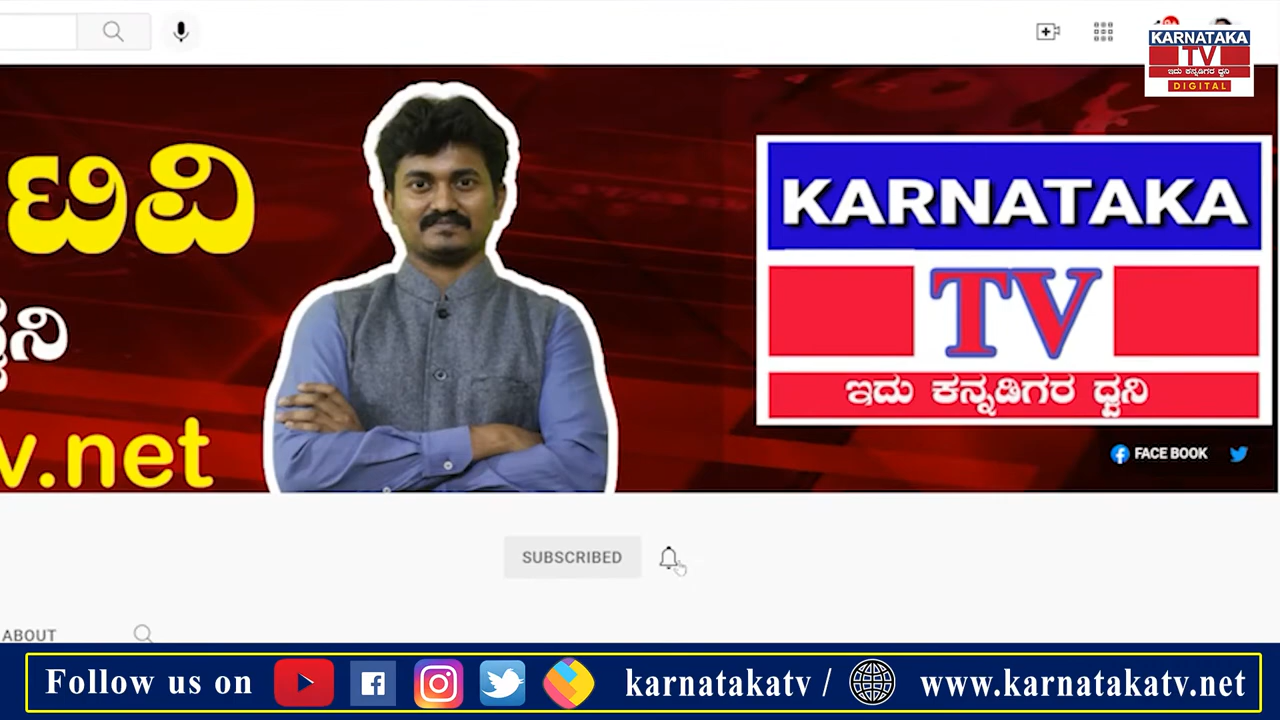 KARNATAKA
TV
ಇದು ಕನ್ನಡಿಗರ ಧ್ವನಿ
DIGITAL
ಟಿವಿ
ಧ್ವನಿ
v.net
KARNATAKA
TV
ಇದು ಕನ್ನಡಿಗರ ಧ್ವನಿ
FACE BOOK
SUBSCRIBED
ABOUT
Follow us on karnatakatv / www.karnatakatv.net